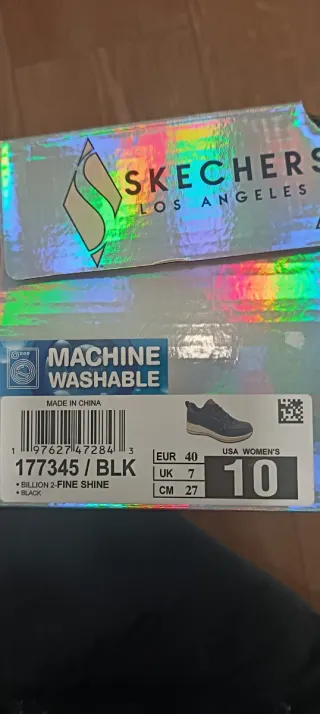 SKECHERS
LOS ANGELES
MACHINE
WASHABLE
MADE IN CHINA
1 97627 47284 3
177345 / BLK
• BILLION 2-FINE SHINE
• BLACK
EUR 40
UK 7
CM 27
USA WOMEN'S
10